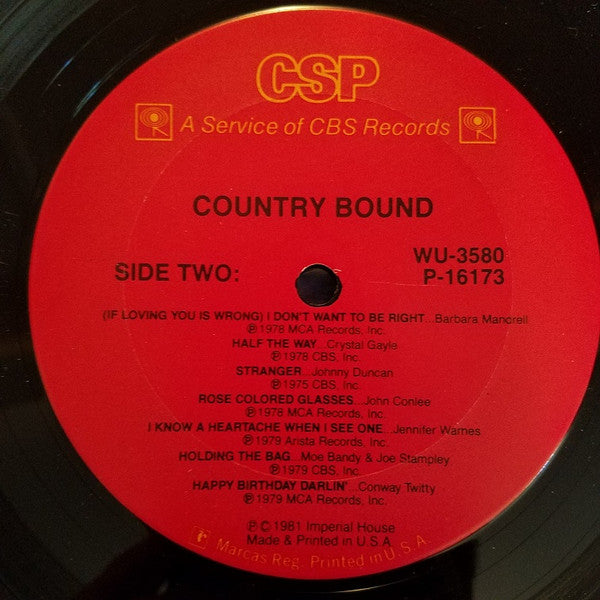 CSP
A Service of CBS Records
COUNTRY BOUND
SIDE TWO:
WU-3580
P-16173
(IF LOVING YOU IS WRONG) I DON'T WANT TO BE RIGHT...Barbara Mandrell
℗ 1978 MCA Records, Inc.
HALF THE WAY...Crystal Gayle
℗ 1978 CBS, Inc.
STRANGER...Johnny Duncan
℗ 1975 CBS, Inc.
ROSE COLORED GLASSES...John Conlee
℗ 1978 MCA Records, Inc.
I KNOW A HEARTACHE WHEN I SEE ONE...Jennifer Warnes
℗ 1979 Arista Records, Inc.
HOLDING THE BAG...Moe Bandy & Joe Stampley
℗ 1979 CBS, Inc.
HAPPY BIRTHDAY DARLIN'...Conway Twitty
℗ 1979 MCA Records, Inc.
℗ © 1981 Imperial House
Made & Printed in U.S.A.
Marcas Reg. Printed in U.S.A.